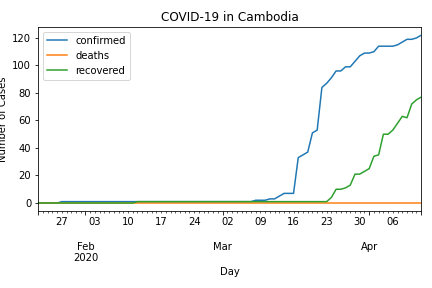 COVID-19 in Cambodia
confirmed
deaths
recovered
Number of Cases
120
100
80
60
40
20
0
27 03 10 17 24 02 09 16 23 30 06
Feb Mar Apr
2020
Day